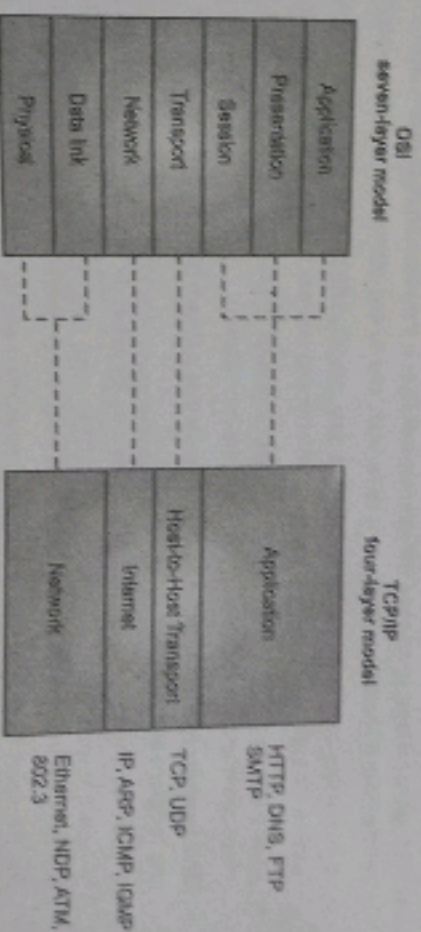 OSI
seven-layer model
Application
Presentation
Session
Transport
Network
Data link
Physical
TCP/IP
four-layer model
Application
Host-to-Host Transport
Internet
Network
HTTP, DNS, FTP
SMTP
TCP, UDP
IP, ARP, ICMP, IGMP
Ethernet, NDP, ATM,
802.3